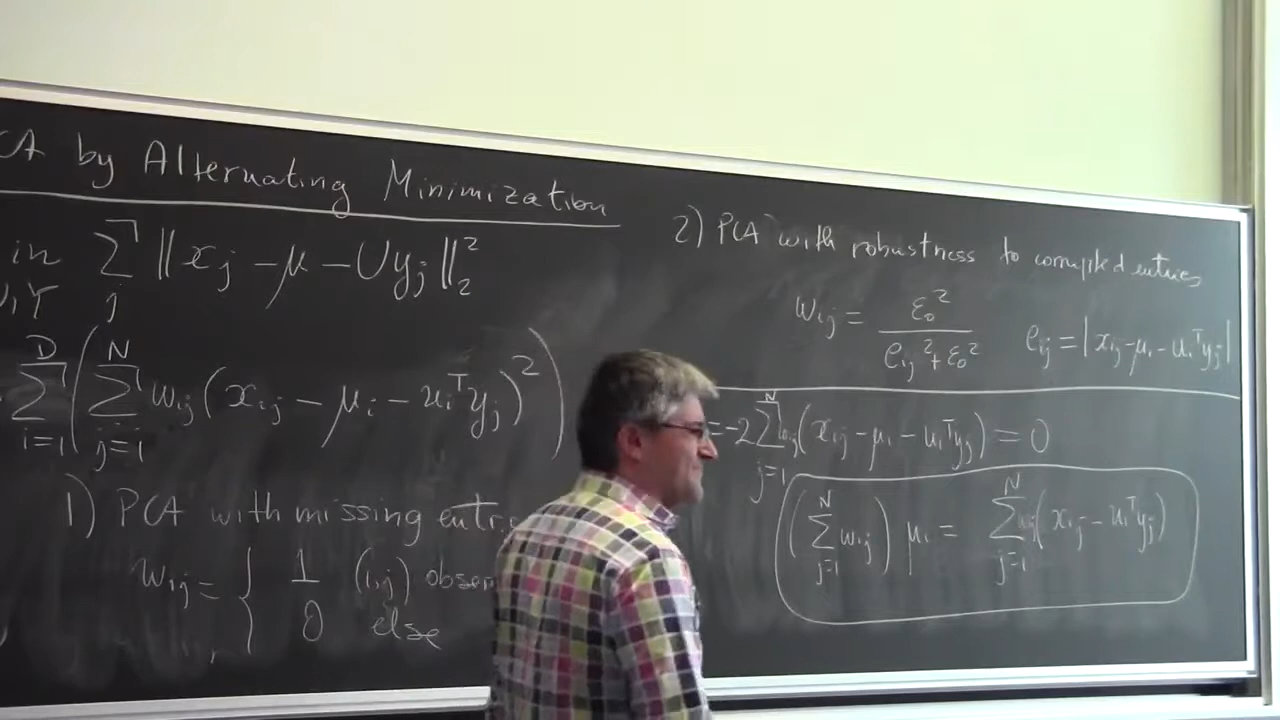 CA by Alternating Minimization
in ∑ ‖x_j − μ − Uy_j‖₂²
j
∑_{i=1}^{D} ( ∑_{j=1}^{N} w_ij (x_ij − μ_i − u_i^T y_j)² )
1) PCA with missing entri
w_ij = { 1 (i,j) obser
0 else
2) PCA with robustness to corrupted entries
w_ij = ε₀² / (e_ij² + ε₀²) e_ij = |x_ij − μ_i − u_i^T y_j|
= −2 ∑_{j=1}^{N} w_ij (x_ij − μ_i − u_i^T y_j) = 0
( ∑_{j=1}^{N} w_ij ) μ_i = ∑_{j=1}^{N} w_ij (x_ij − u_i^T y_j)